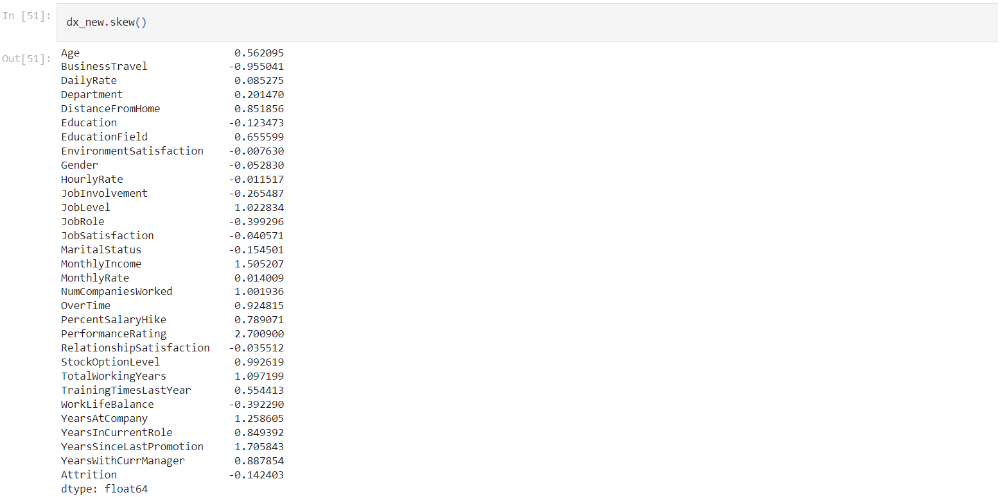 In [51]: dx_new.skew()
Out[51]:
Age 0.562095
BusinessTravel -0.955041
DailyRate 0.085275
Department 0.201470
DistanceFromHome 0.851856
Education -0.123473
EducationField 0.655599
EnvironmentSatisfaction -0.007630
Gender -0.052830
HourlyRate -0.011517
JobInvolvement -0.265487
JobLevel 1.022834
JobRole -0.399296
JobSatisfaction -0.040571
MaritalStatus -0.154501
MonthlyIncome 1.505207
MonthlyRate 0.014009
NumCompaniesWorked 1.001936
OverTime 0.924815
PercentSalaryHike 0.789071
PerformanceRating 2.700900
RelationshipSatisfaction -0.035512
StockOptionLevel 0.992619
TotalWorkingYears 1.097199
TrainingTimesLastYear 0.554413
WorkLifeBalance -0.392290
YearsAtCompany 1.258605
YearsInCurrentRole 0.849392
YearsSinceLastPromotion 1.705843
YearsWithCurrManager 0.887854
Attrition -0.142403
dtype: float64